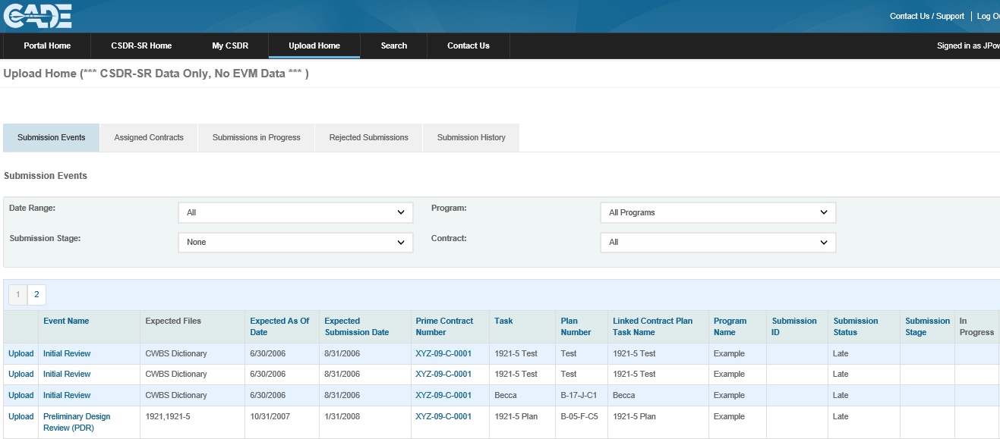 CADE
Contact Us / Support | Log O
Portal Home CSDR-SR Home My CSDR Upload Home Search Contact Us Signed in as JPow
Upload Home (*** CSDR-SR Data Only, No EVM Data *** )
Submission Events Assigned Contracts Submissions in Progress Rejected Submissions Submission History
Submission Events
Date Range: All Program: All Programs
Submission Stage: None Contract: All
1 2
Event Name Expected Files Expected As Of Expected Prime Contract Task Plan Linked Contract Plan Program Submission Submission Submission In
Date Submission Date Number Number Task Name Name ID Status Stage Progress
Upload Initial Review CWBS Dictionary 6/30/2006 8/31/2006 XYZ-09-C-0001 1921-5 Test Test 1921-5 Test Example Late
Upload Initial Review CWBS Dictionary 6/30/2006 8/31/2006 XYZ-09-C-0001 1921-5 Test Test 1921-5 Test Example Late
Upload Initial Review CWBS Dictionary 6/30/2006 8/31/2006 XYZ-09-C-0001 Becca B-17-J-C1 Becca Example Late
Upload Preliminary Design 1921,1921-5 10/31/2007 1/31/2008 XYZ-09-C-0001 1921-5 Plan B-05-F-C5 1921-5 Plan Example Late
Review (PDR)